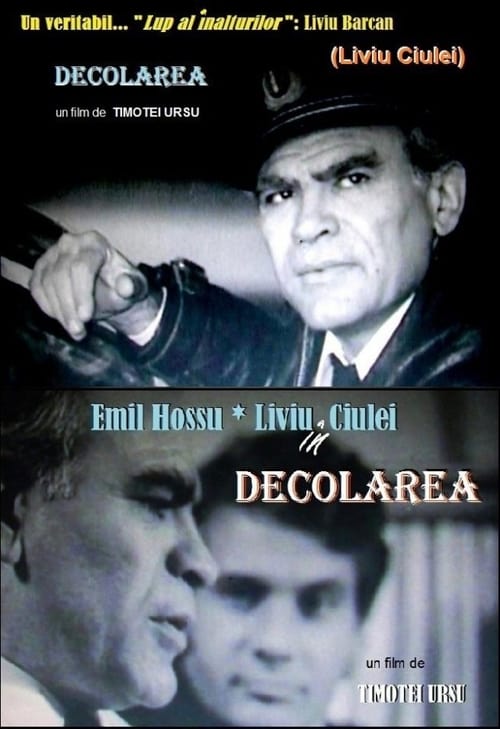 Un veritabil... "Lup al inalturilor": Liviu Barcan
(Liviu Ciulei)
DECOLAREA
un film de TIMOTEI URSU
Emil Hossu * Liviu Ciulei
în
DECOLAREA
un film de
TIMOTEI URSU